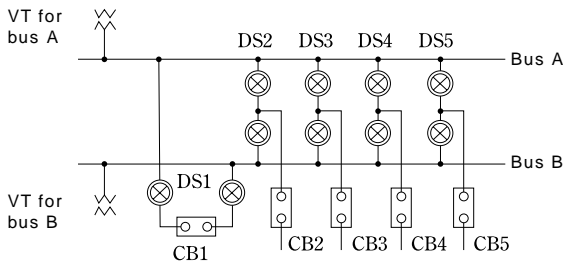 VT for
bus A
DS2 DS3 DS4 DS5
Bus A
Bus B
VT for
bus B
DS1
CB1
CB2 CB3 CB4 CB5